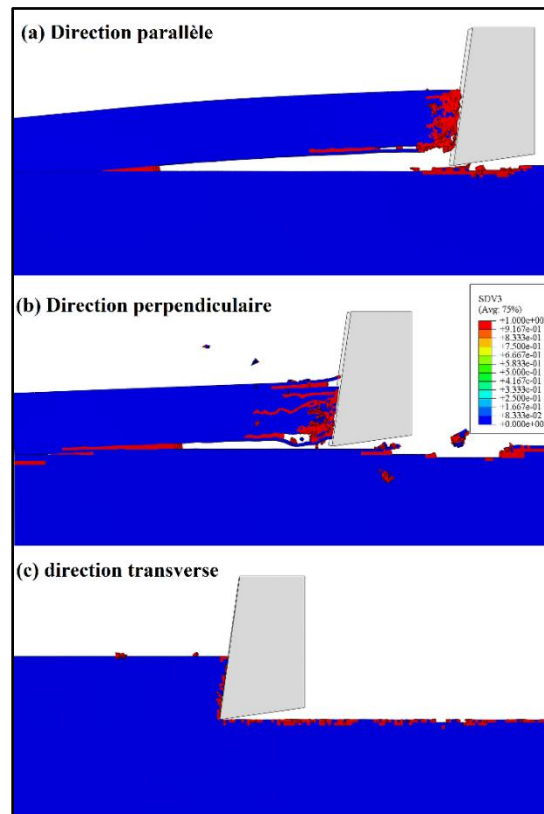 (a) Direction parallèle
(b) Direction perpendiculaire
SDV3
(Avg: 75%)
+1.000e+00
+9.167e-01
+8.333e-01
+7.500e-01
+6.667e-01
+5.833e-01
+5.000e-01
+4.167e-01
+3.333e-01
+2.500e-01
+1.667e-01
+8.333e-02
+0.000e+00
(c) direction transverse